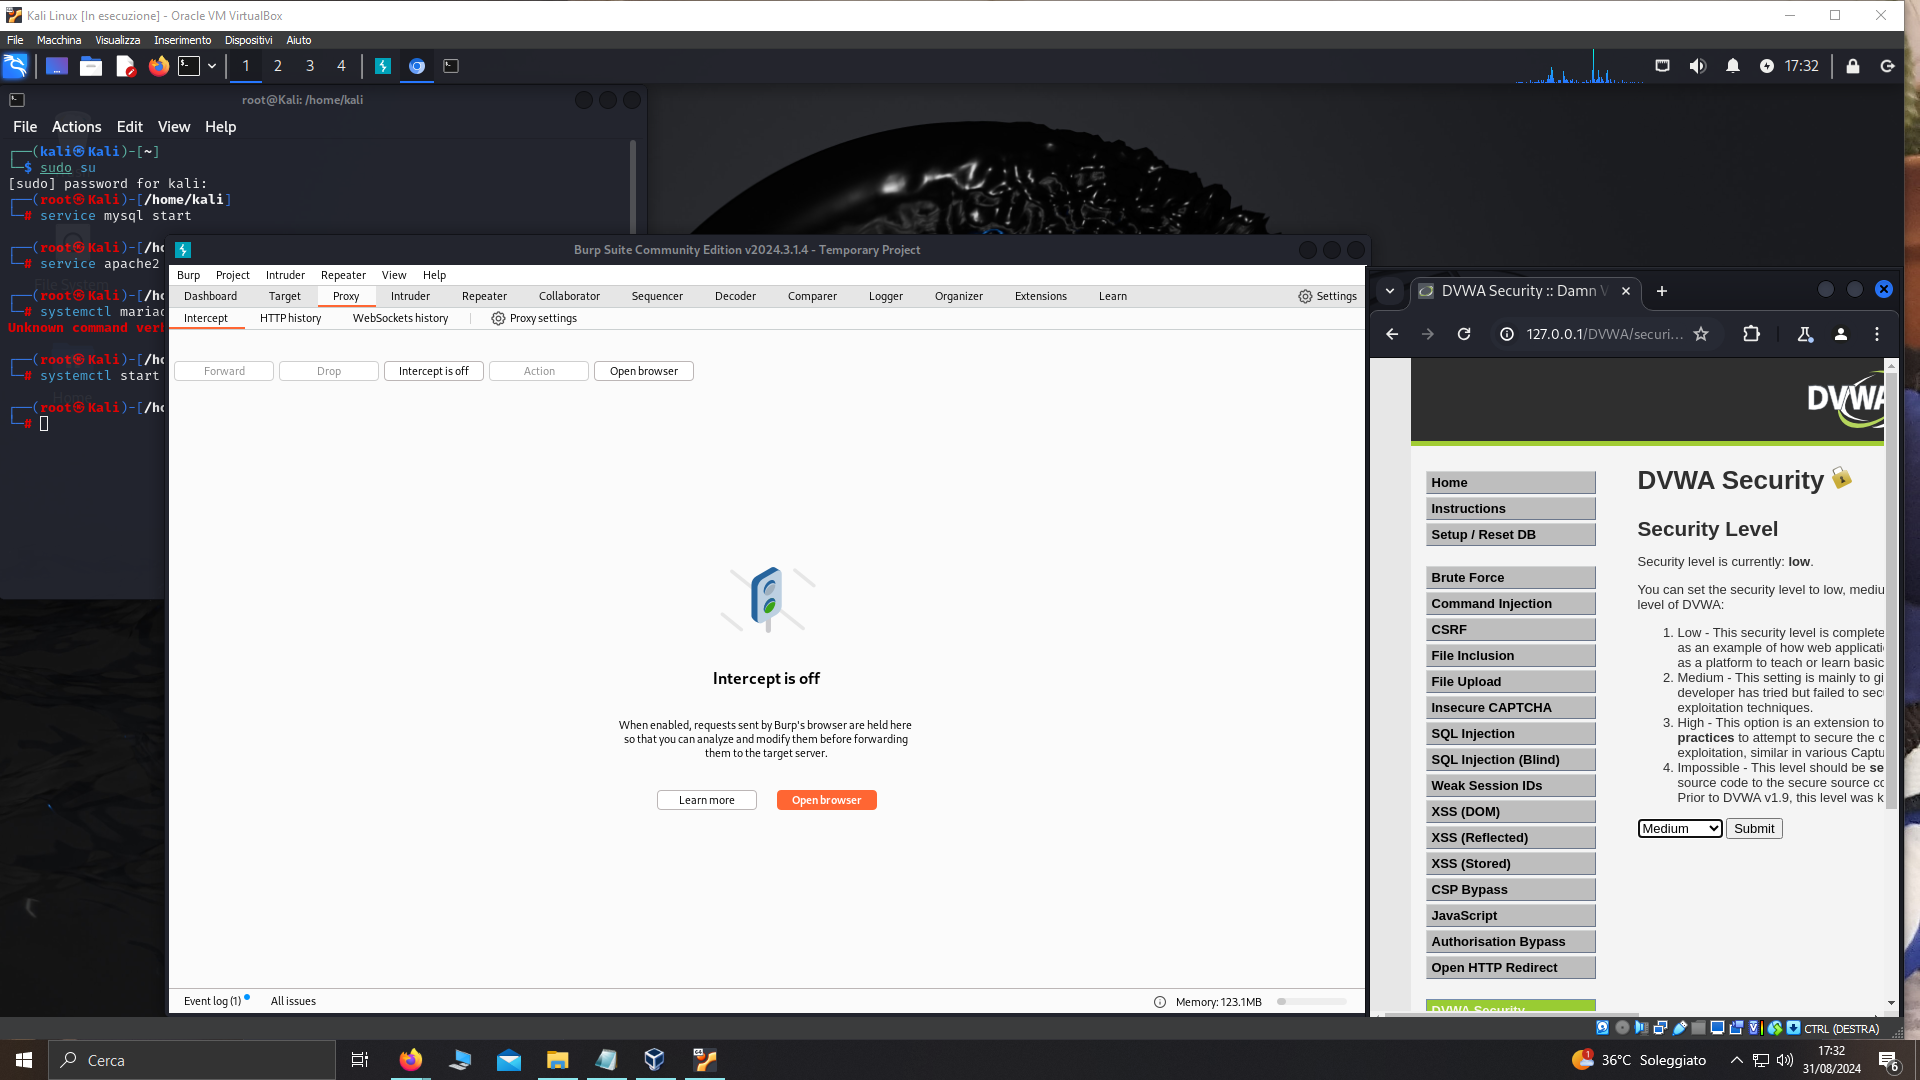 Kali Linux [In esecuzione] - Oracle VM VirtualBox
File Macchina Visualizza Inserimento Dispositivi Aiuto
1 2 3 4 17:32
root@Kali: /home/kali
File Actions Edit View Help
(kali㉿Kali)-[~]
$ sudo su
[sudo] password for kali:
(root㉿Kali)-[/home/kali]
# service mysql start
(root㉿Kali)-[/ho
# service apache2
(root㉿Kali)-[/ho
# systemctl mariad
Unknown command verb
(root㉿Kali)-[/ho
# systemctl start
(root㉿Kali)-[/ho
#
File System
Home
Burp Suite Community Edition v2024.3.1.4 - Temporary Project
Burp Project Intruder Repeater View Help
Dashboard Target Proxy Intruder Repeater Collaborator Sequencer Decoder Comparer Logger Organizer Extensions Learn Settings
Intercept HTTP history WebSockets history Proxy settings
Forward Drop Intercept is off Action Open browser
Intercept is off
When enabled, requests sent by Burp's browser are held here
so that you can analyze and modify them before forwarding
them to the target server.
Learn more Open browser
Event log (1) All issues Memory: 123.1MB
DVWA Security :: Damn V
127.0.0.1/DVWA/securi...
DVWA
Home
Instructions
Setup / Reset DB
Brute Force
Command Injection
CSRF
File Inclusion
File Upload
Insecure CAPTCHA
SQL Injection
SQL Injection (Blind)
Weak Session IDs
XSS (DOM)
XSS (Reflected)
XSS (Stored)
CSP Bypass
JavaScript
Authorisation Bypass
Open HTTP Redirect
DVWA Security
DVWA Security
Security Level
Security level is currently: low.
You can set the security level to low, mediu
level of DVWA:
1. Low - This security level is complete
as an example of how web applicati
as a platform to teach or learn basic
2. Medium - This setting is mainly to gi
developer has tried but failed to secu
exploitation techniques.
3. High - This option is an extension to
practices to attempt to secure the c
exploitation, similar in various Captu
4. Impossible - This level should be se
source code to the secure source co
Prior to DVWA v1.9, this level was k
Medium Submit
CTRL (DESTRA)
Cerca
1 36°C Soleggiato
17:32
31/08/2024
6